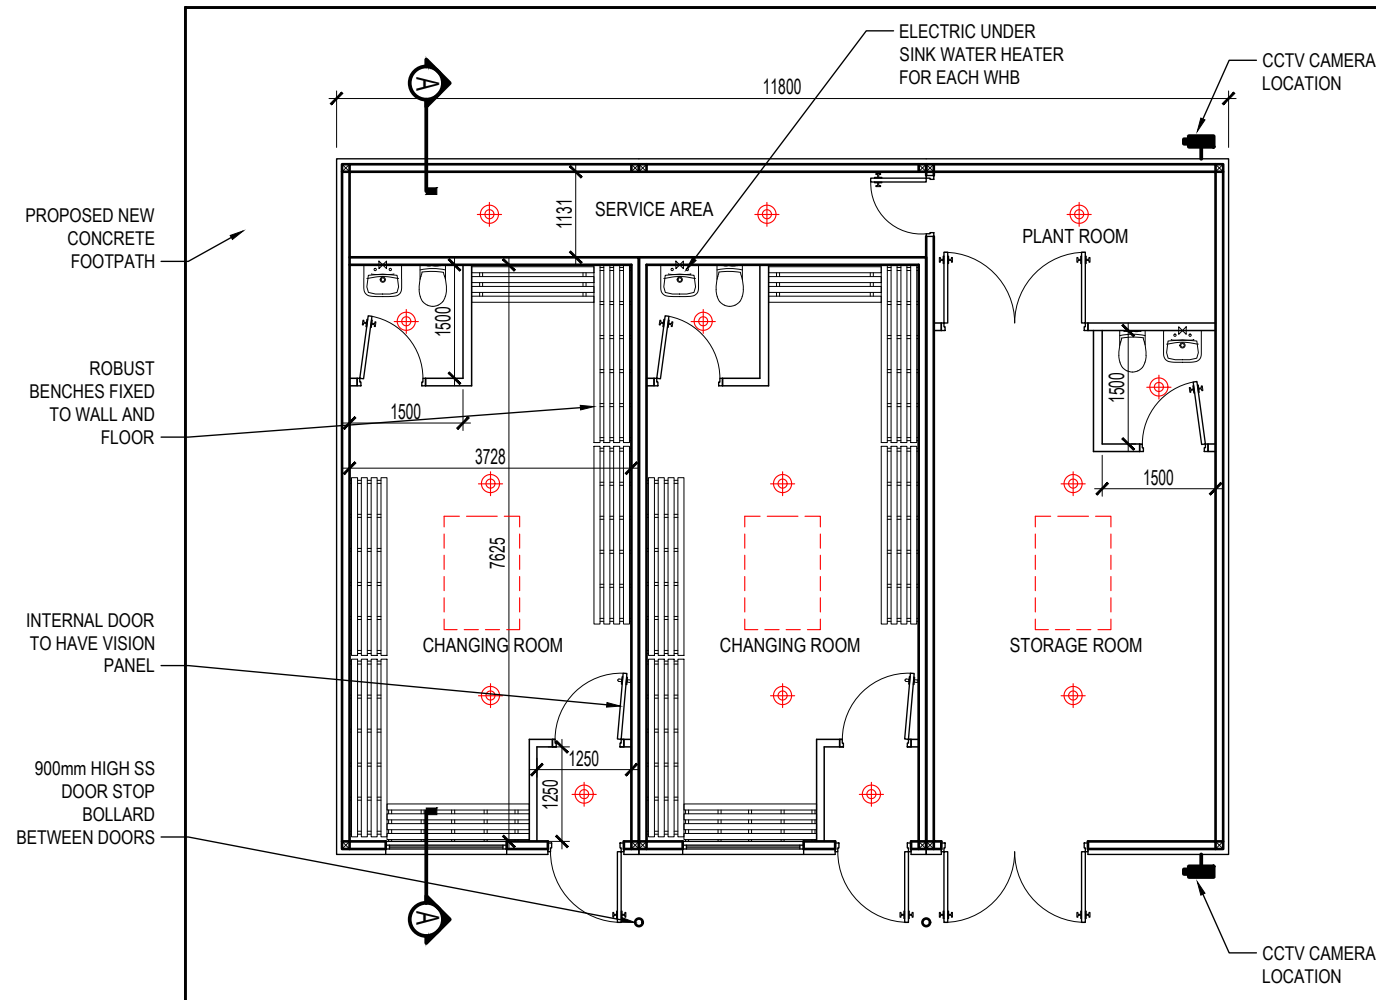 ELECTRIC UNDER
SINK WATER HEATER
FOR EACH WHB
CCTV CAMERA
LOCATION
A
11800
PROPOSED NEW
CONCRETE
FOOTPATH
1131
SERVICE AREA
PLANT ROOM
1500
1500
ROBUST
BENCHES FIXED
TO WALL AND
FLOOR
1500
3728
1500
7625
INTERNAL DOOR
TO HAVE VISION
PANEL
CHANGING ROOM
CHANGING ROOM
STORAGE ROOM
1250
1250
900mm HIGH SS
DOOR STOP
BOLLARD
BETWEEN DOORS
A
CCTV CAMERA
LOCATION